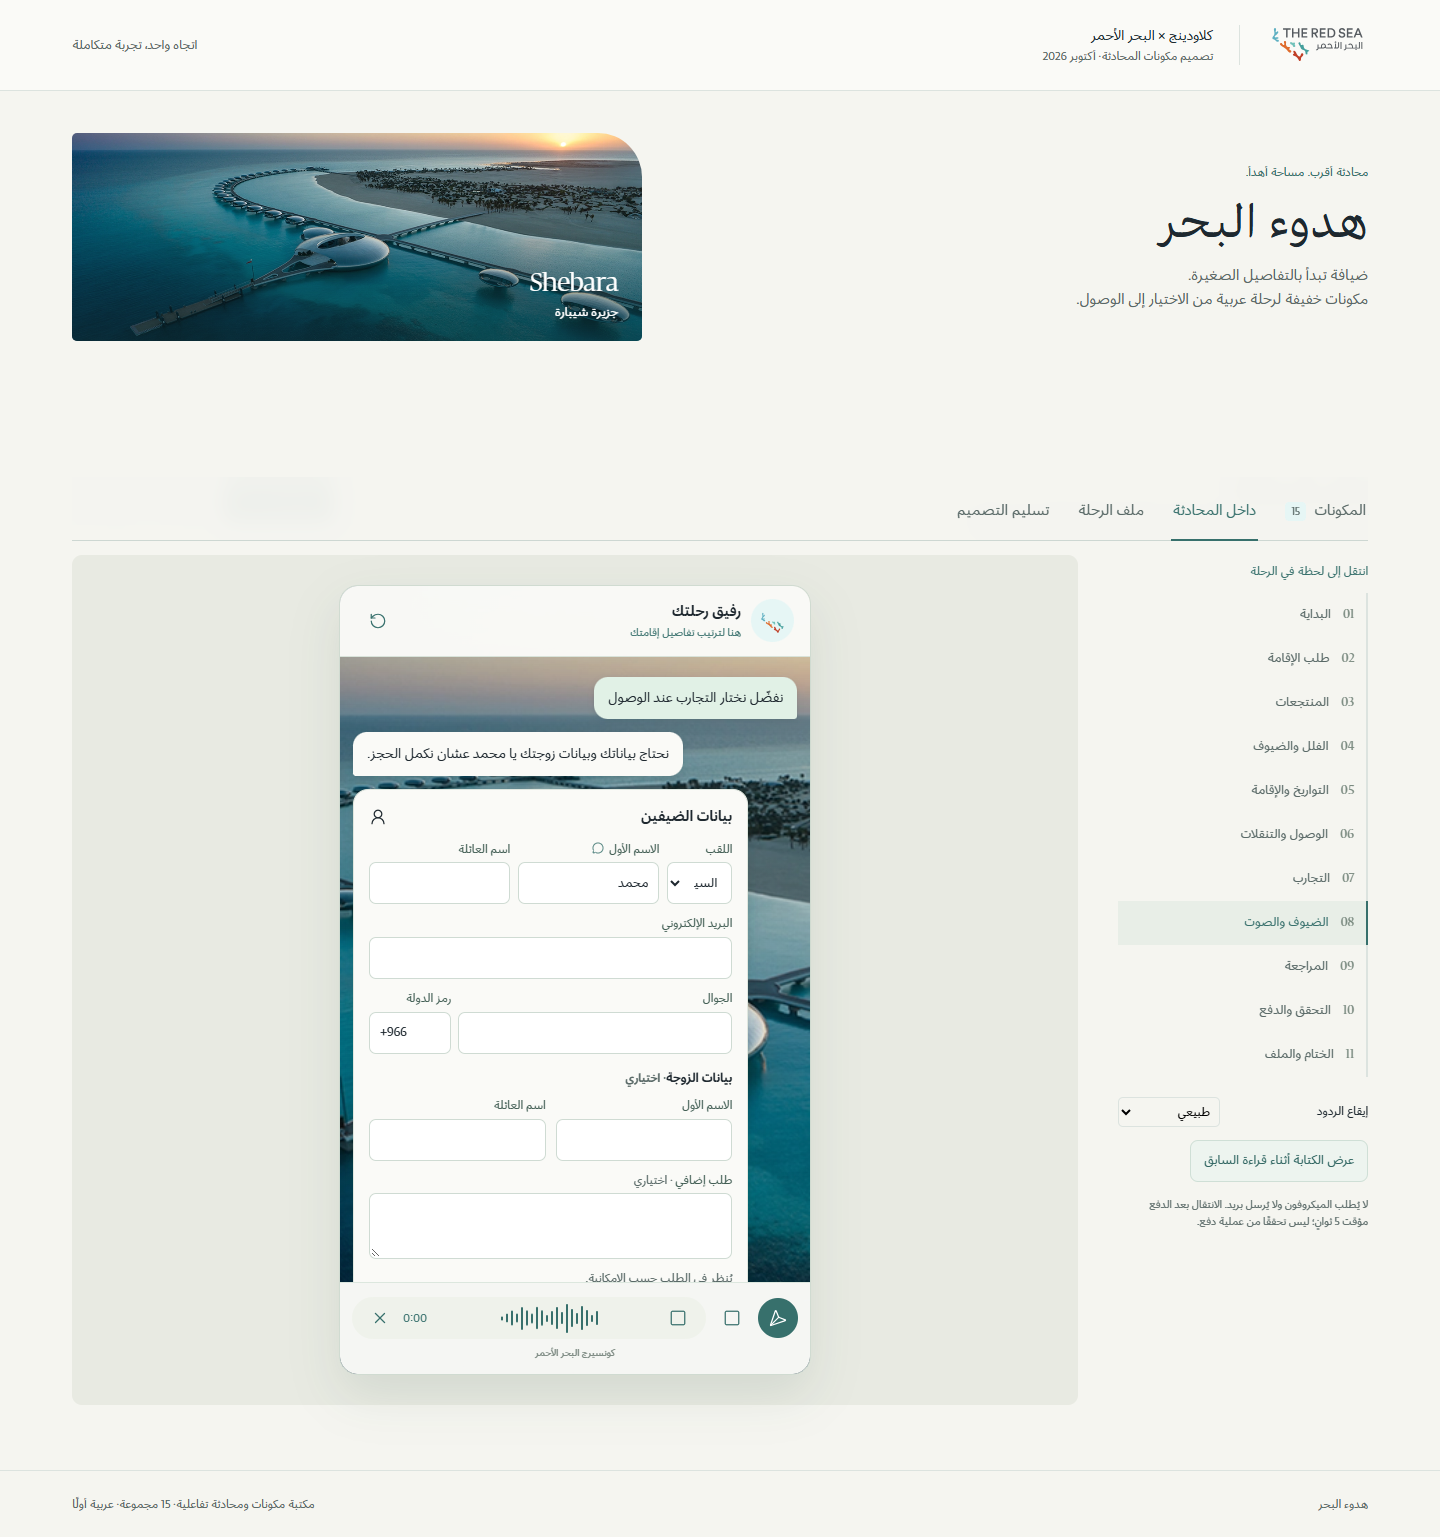 THE RED SEA
البحر الأحمر
كلاودينج × البحر الأحمر
تصميم مكونات المحادثة · أكتوبر 2026
اتجاه واحد، تجربة متكاملة
محادثة أقرب. مساحة أهدأ.
هدوء البحر
ضيافة تبدأ بالتفاصيل الصغيرة.
مكونات خفيفة لرحلة عربية من الاختيار إلى الوصول.
Shebara
جزيرة شيبارة
المكونات 15
داخل المحادثة
ملف الرحلة
تسليم التصميم
انتقل إلى لحظة في الرحلة
01 البداية
02 طلب الإقامة
03 المنتجعات
04 الفلل والضيوف
05 التواريخ والإقامة
06 الوصول والتنقلات
07 التجارب
08 الضيوف والصوت
09 المراجعة
10 التحقق والدفع
11 الختام والملف
إيقاع الردود
طبيعي
عرض الكتابة أثناء قراءة السابق
لا يُطلب الميكروفون ولا يُرسل بريد. الانتقال بعد الدفع
مؤقت 5 ثوانٍ؛ ليس تحققًا من عملية دفع.
رفيق رحلتك
هنا لترتيب تفاصيل إقامتك
نفضّل نختار التجارب عند الوصول
نحتاج بياناتك وبيانات زوجتك يا محمد عشان نكمل الحجز.
بيانات الضيفين
اللقب
الاسم الأول
اسم العائلة
السي
محمد
البريد الإلكتروني
الجوال
رمز الدولة
+966
بيانات الزوجة · اختياري
الاسم الأول
اسم العائلة
طلب إضافي · اختياري
يُنظر في الطلب حسب الإمكانية.
0:00
كونسيرج البحر الأحمر
هدوء البحر
مكتبة مكونات ومحادثة تفاعلية · 15 مجموعة · عربية أولًا